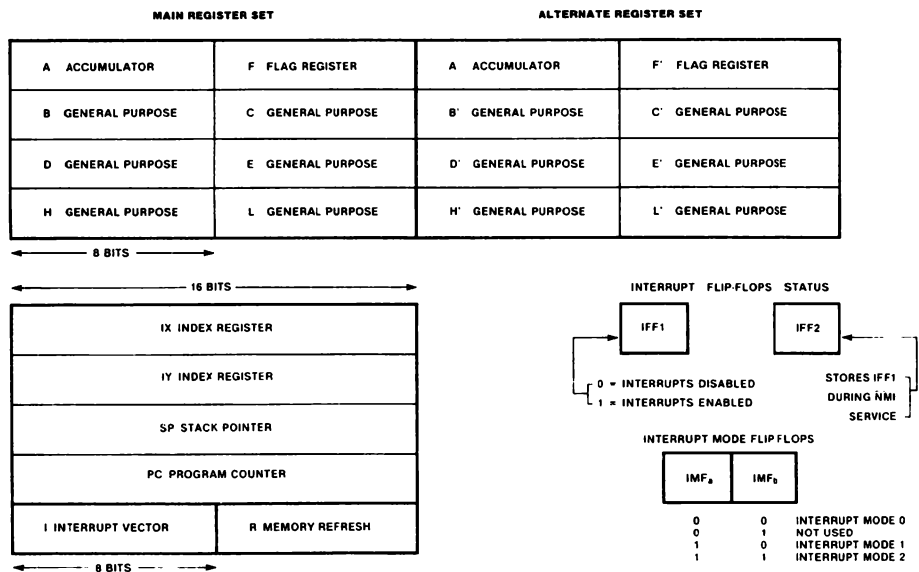 MAIN REGISTER SET
ALTERNATE REGISTER SET
A ACCUMULATOR
F FLAG REGISTER
A ACCUMULATOR
F' FLAG REGISTER
B GENERAL PURPOSE
C GENERAL PURPOSE
B' GENERAL PURPOSE
C' GENERAL PURPOSE
D GENERAL PURPOSE
E GENERAL PURPOSE
D' GENERAL PURPOSE
E' GENERAL PURPOSE
H GENERAL PURPOSE
L GENERAL PURPOSE
H' GENERAL PURPOSE
L' GENERAL PURPOSE
8 BITS
16 BITS
IX INDEX REGISTER
IY INDEX REGISTER
SP STACK POINTER
PC PROGRAM COUNTER
I INTERRUPT VECTOR
R MEMORY REFRESH
8 BITS
INTERRUPT FLIP-FLOPS STATUS
IFF1
IFF2
0 = INTERRUPTS DISABLED
1 = INTERRUPTS ENABLED
STORES IFF1
DURING NMI
SERVICE
INTERRUPT MODE FLIP FLOPS
IMFa
IMFb
0 0 INTERRUPT MODE 0
0 1 NOT USED
1 0 INTERRUPT MODE 1
1 1 INTERRUPT MODE 2